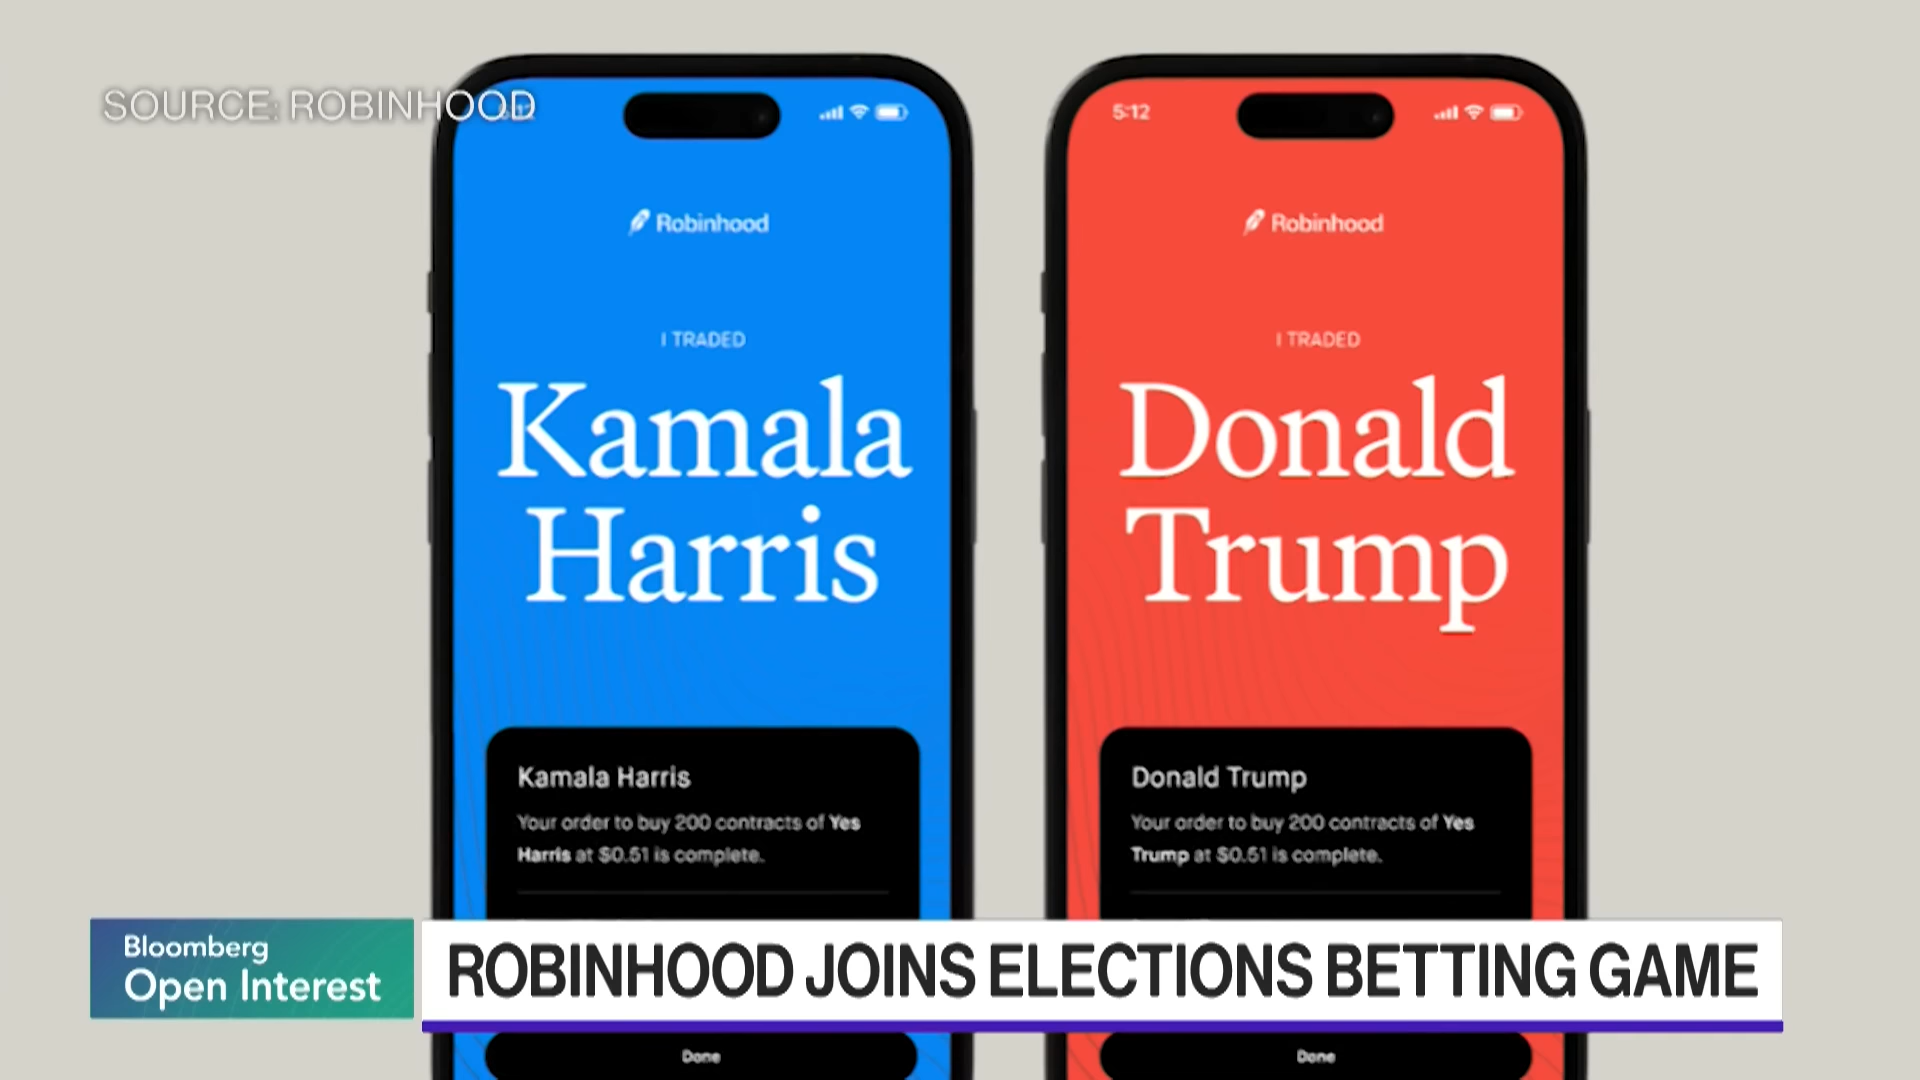 SOURCE: ROBINHOOD
Robinhood
I TRADED
Kamala
Harris
Kamala Harris
Your order to buy 200 contracts of Yes
Harris at $0.51 is complete.
Done
5:12
Robinhood
I TRADED
Donald
Trump
Donald Trump
Your order to buy 200 contracts of Yes
Trump at $0.51 is complete.
Done
Bloomberg
Open Interest
ROBINHOOD JOINS ELECTIONS BETTING GAME